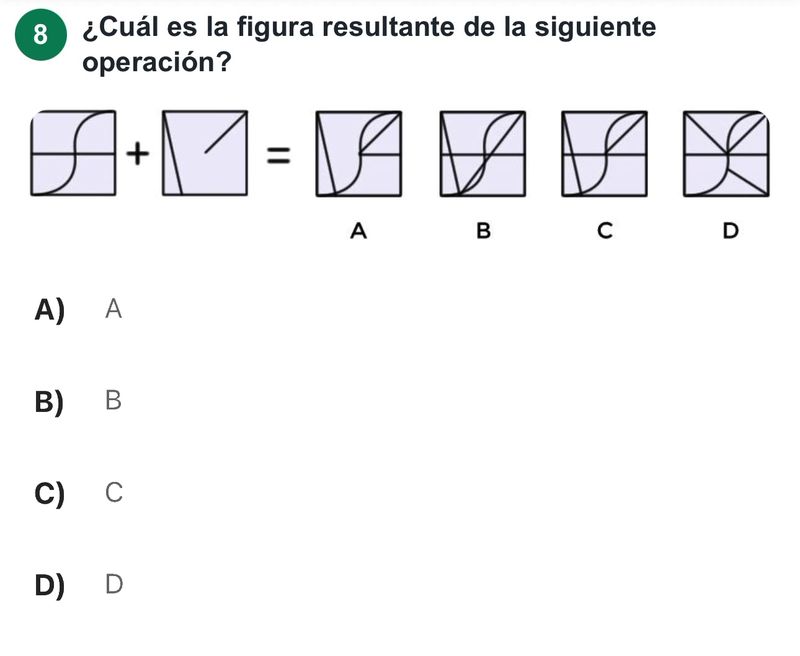 8 ¿Cuál es la figura resultante de la siguiente
operación?
+ =
A B C D
A) A
B) B
C) C
D) D